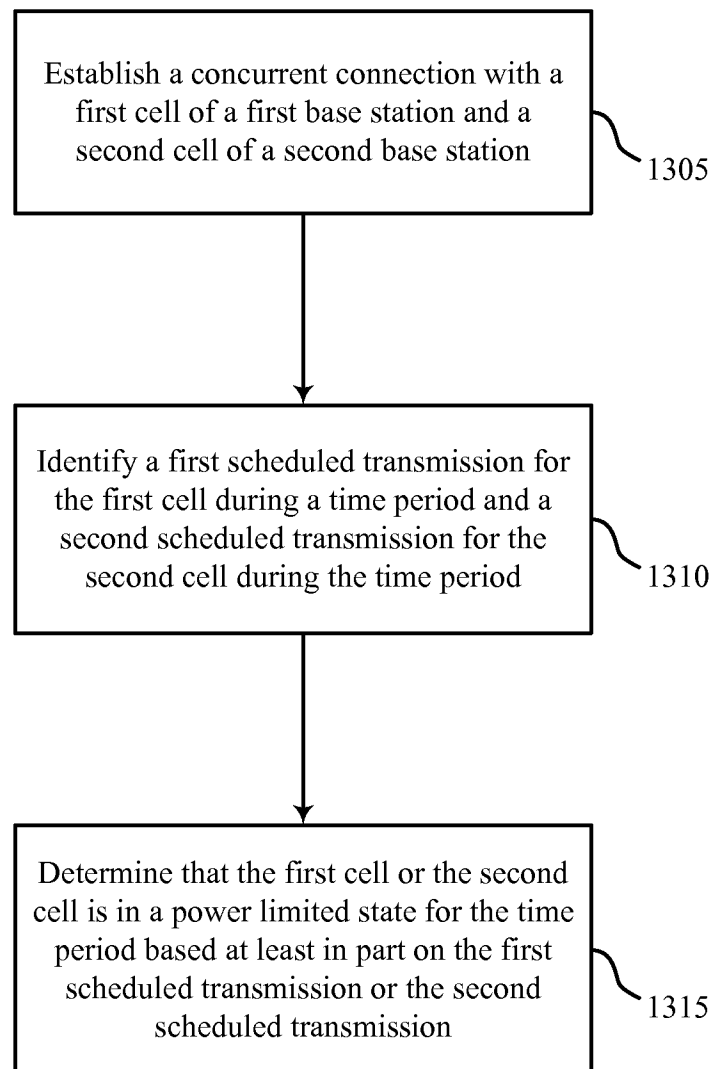 Establish a concurrent connection with a
first cell of a first base station and a
second cell of a second base station
1305
Identify a first scheduled transmission for
the first cell during a time period and a
second scheduled transmission for the
second cell during the time period
1310
Determine that the first cell or the second
cell is in a power limited state for the time
period based at least in part on the first
scheduled transmission or the second
scheduled transmission
1315